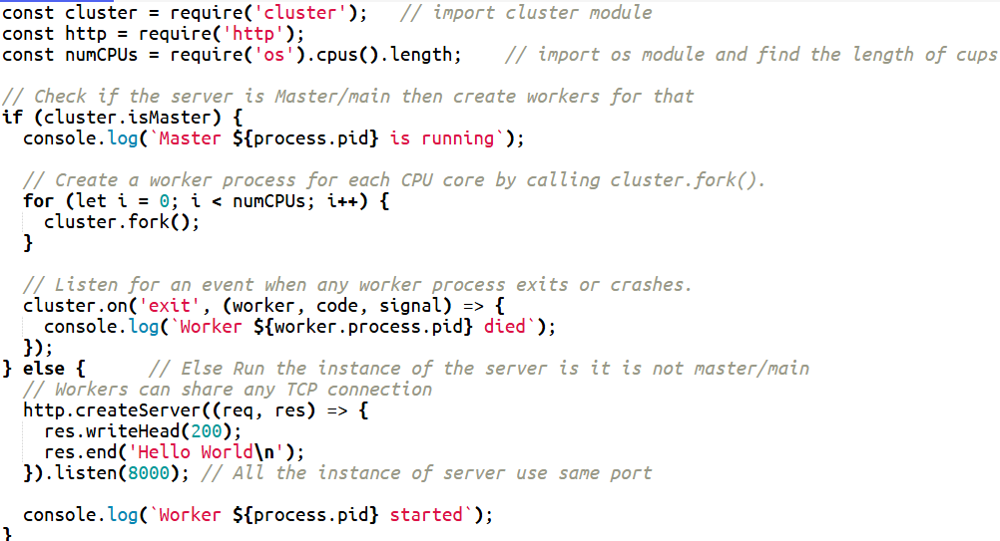 const cluster = require('cluster');   // import cluster module
const http = require('http');
const numCPUs = require('os').cpus().length;    // import os module and find the length of cups
// Check if the server is Master/main then create workers for that
if (cluster.isMaster) {
  console.log(`Master ${process.pid} is running`);
  // Create a worker process for each CPU core by calling cluster.fork().
  for (let i = 0; i < numCPUs; i++) {
    cluster.fork();
  }
  // Listen for an event when any worker process exits or crashes.
  cluster.on('exit', (worker, code, signal) => {
    console.log(`Worker ${worker.process.pid} died`);
  });
} else {      // Else Run the instance of the server is it is not master/main
  // Workers can share any TCP connection
  http.createServer((req, res) => {
    res.writeHead(200);
    res.end('Hello World\n');
  }).listen(8000); // All the instance of server use same port
  console.log(`Worker ${process.pid} started`);
}